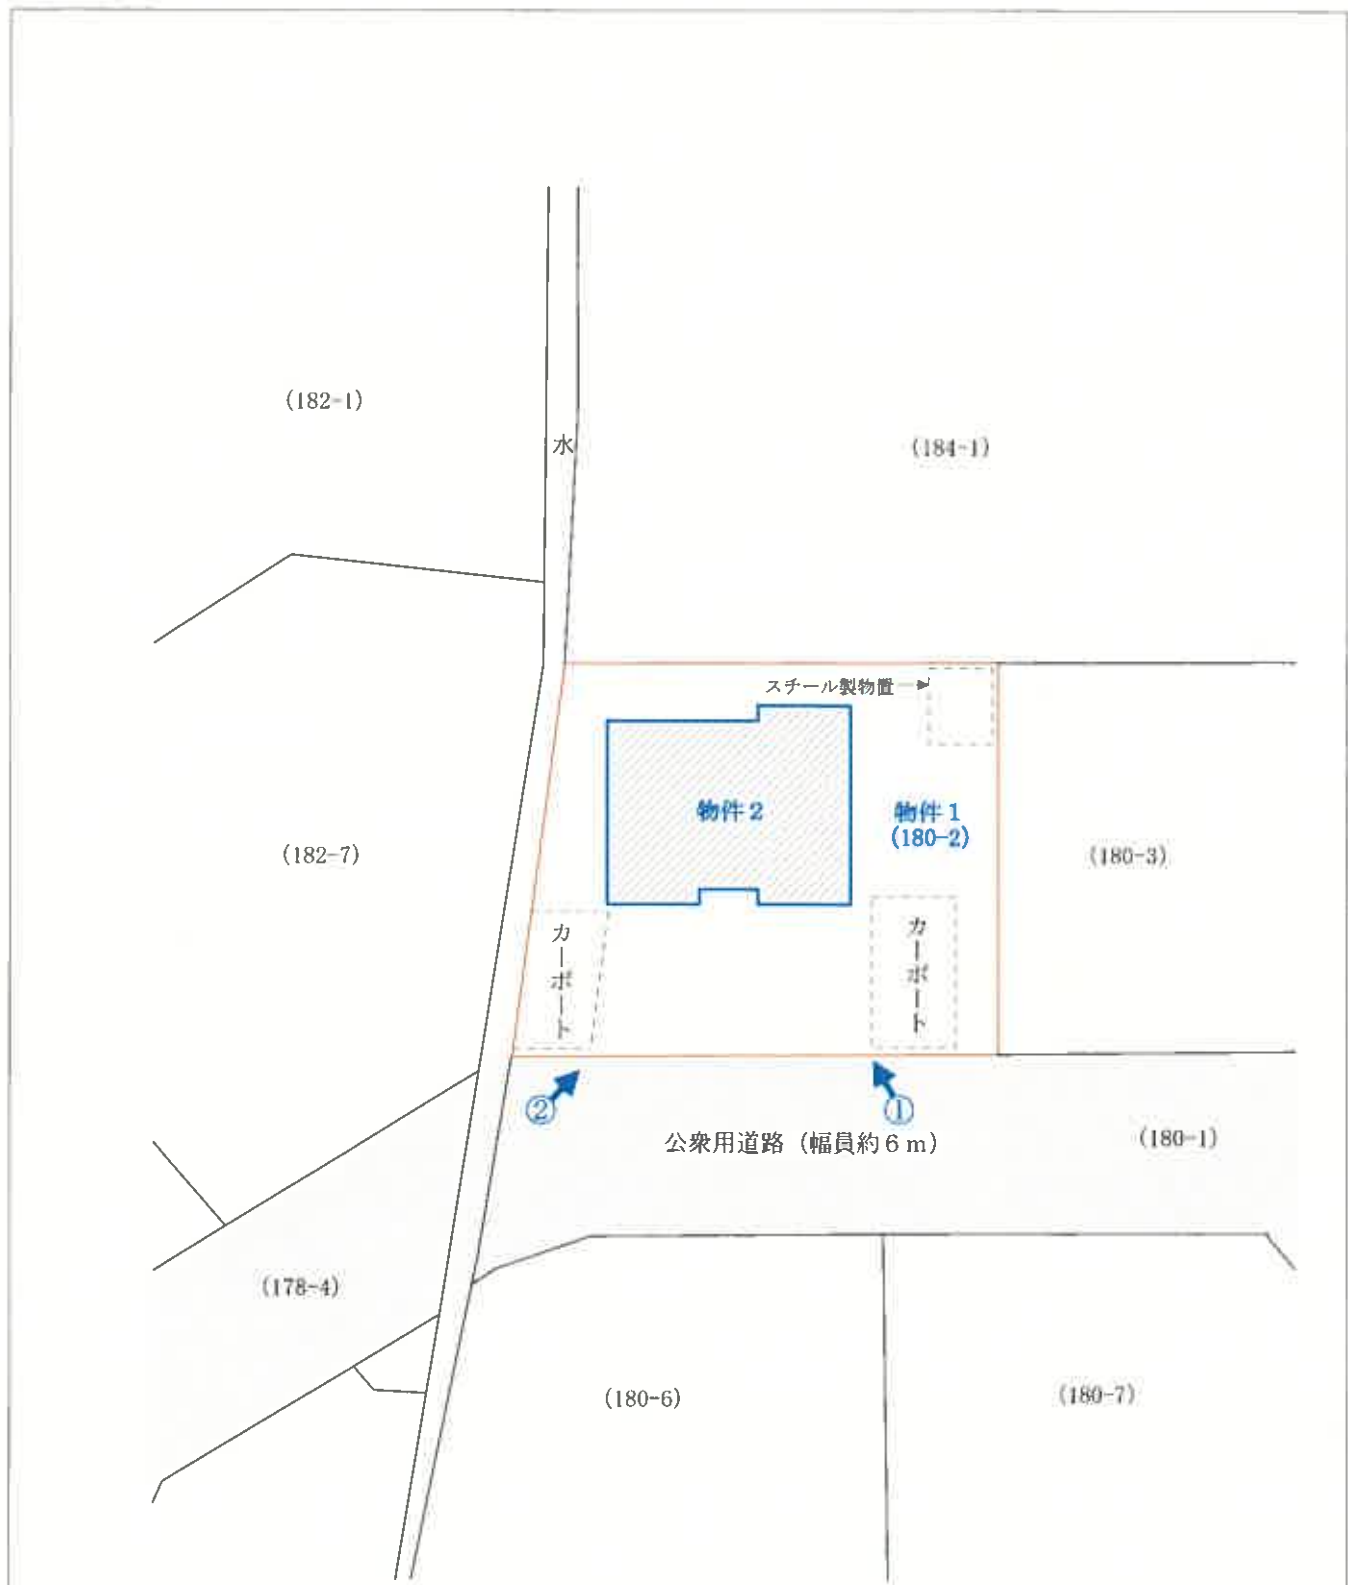 (182-1)
水
(184-1)
スチール製物置
物件2
物件1
(180-2)
(182-7)
(180-3)
カーポート
カーポート
②
①
公衆用道路(幅員約6m)
(180-1)
(178-4)
(180-6)
(180-7)